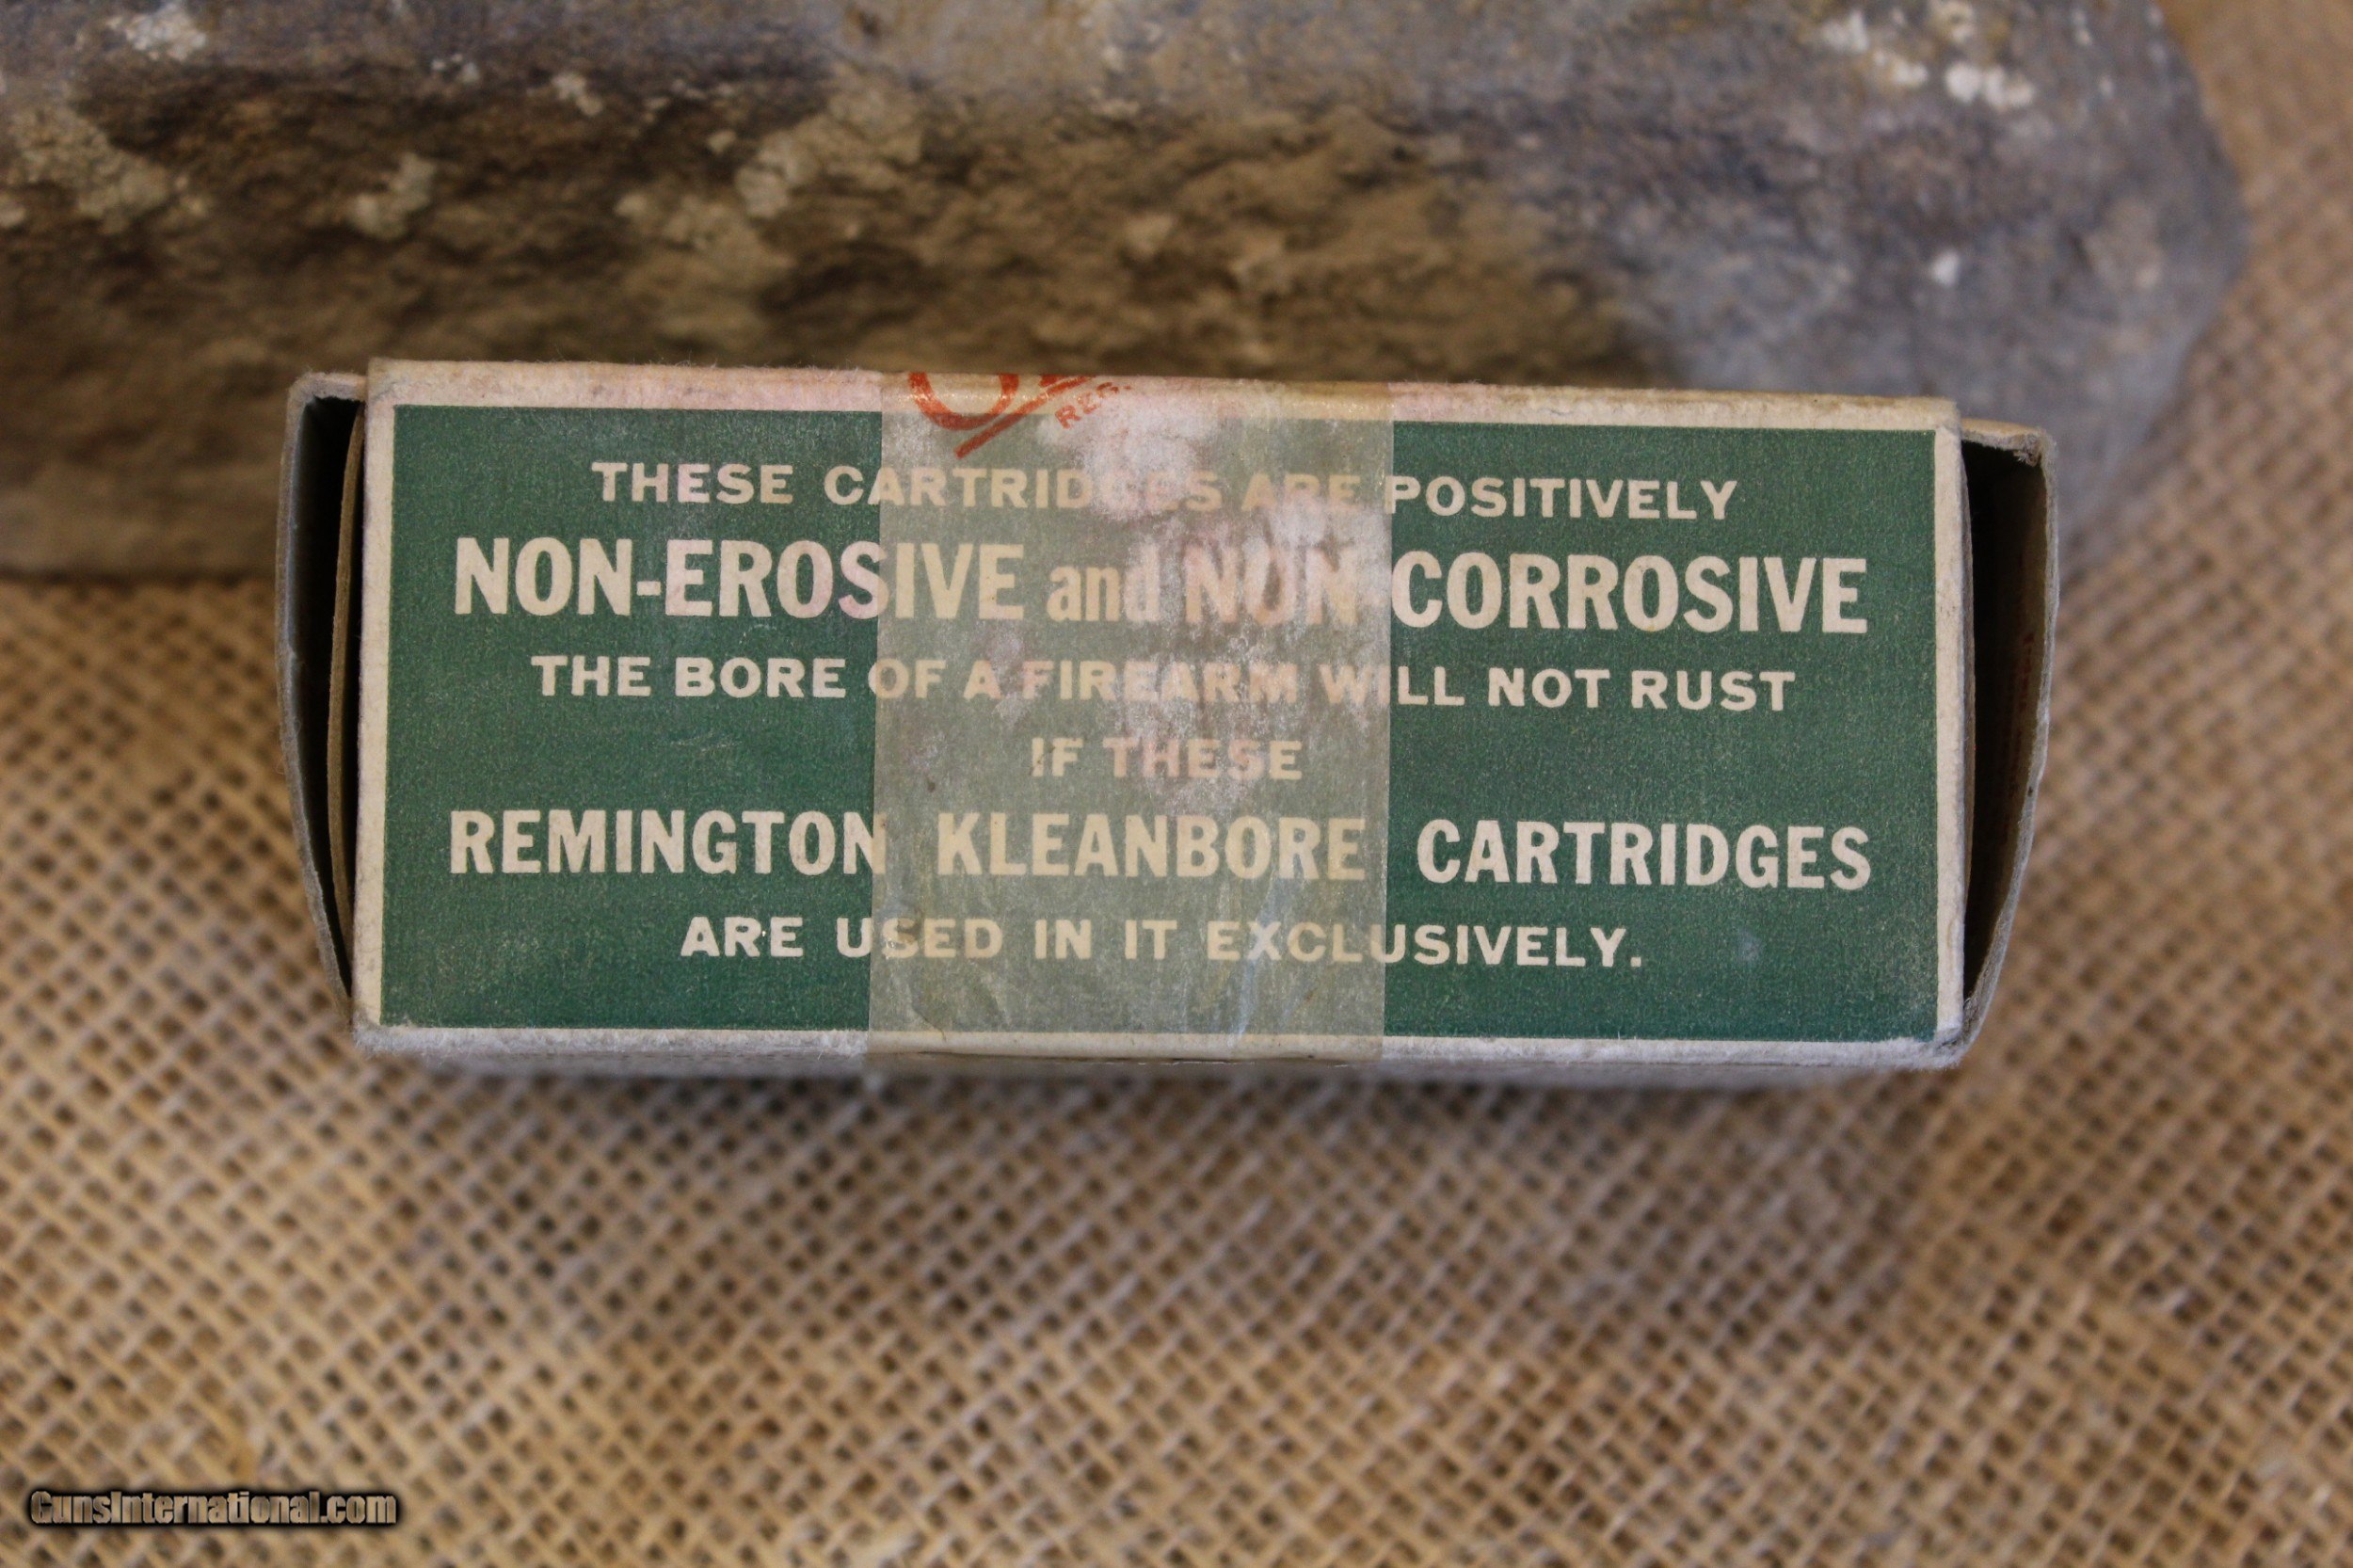 REG.
THESE CARTRIDGES ARE POSITIVELY
NON-EROSIVE and NON-CORROSIVE
THE BORE OF A FIREARM WILL NOT RUST
IF THESE
REMINGTON KLEANBORE CARTRIDGES
ARE USED IN IT EXCLUSIVELY.
GunsInternational.com